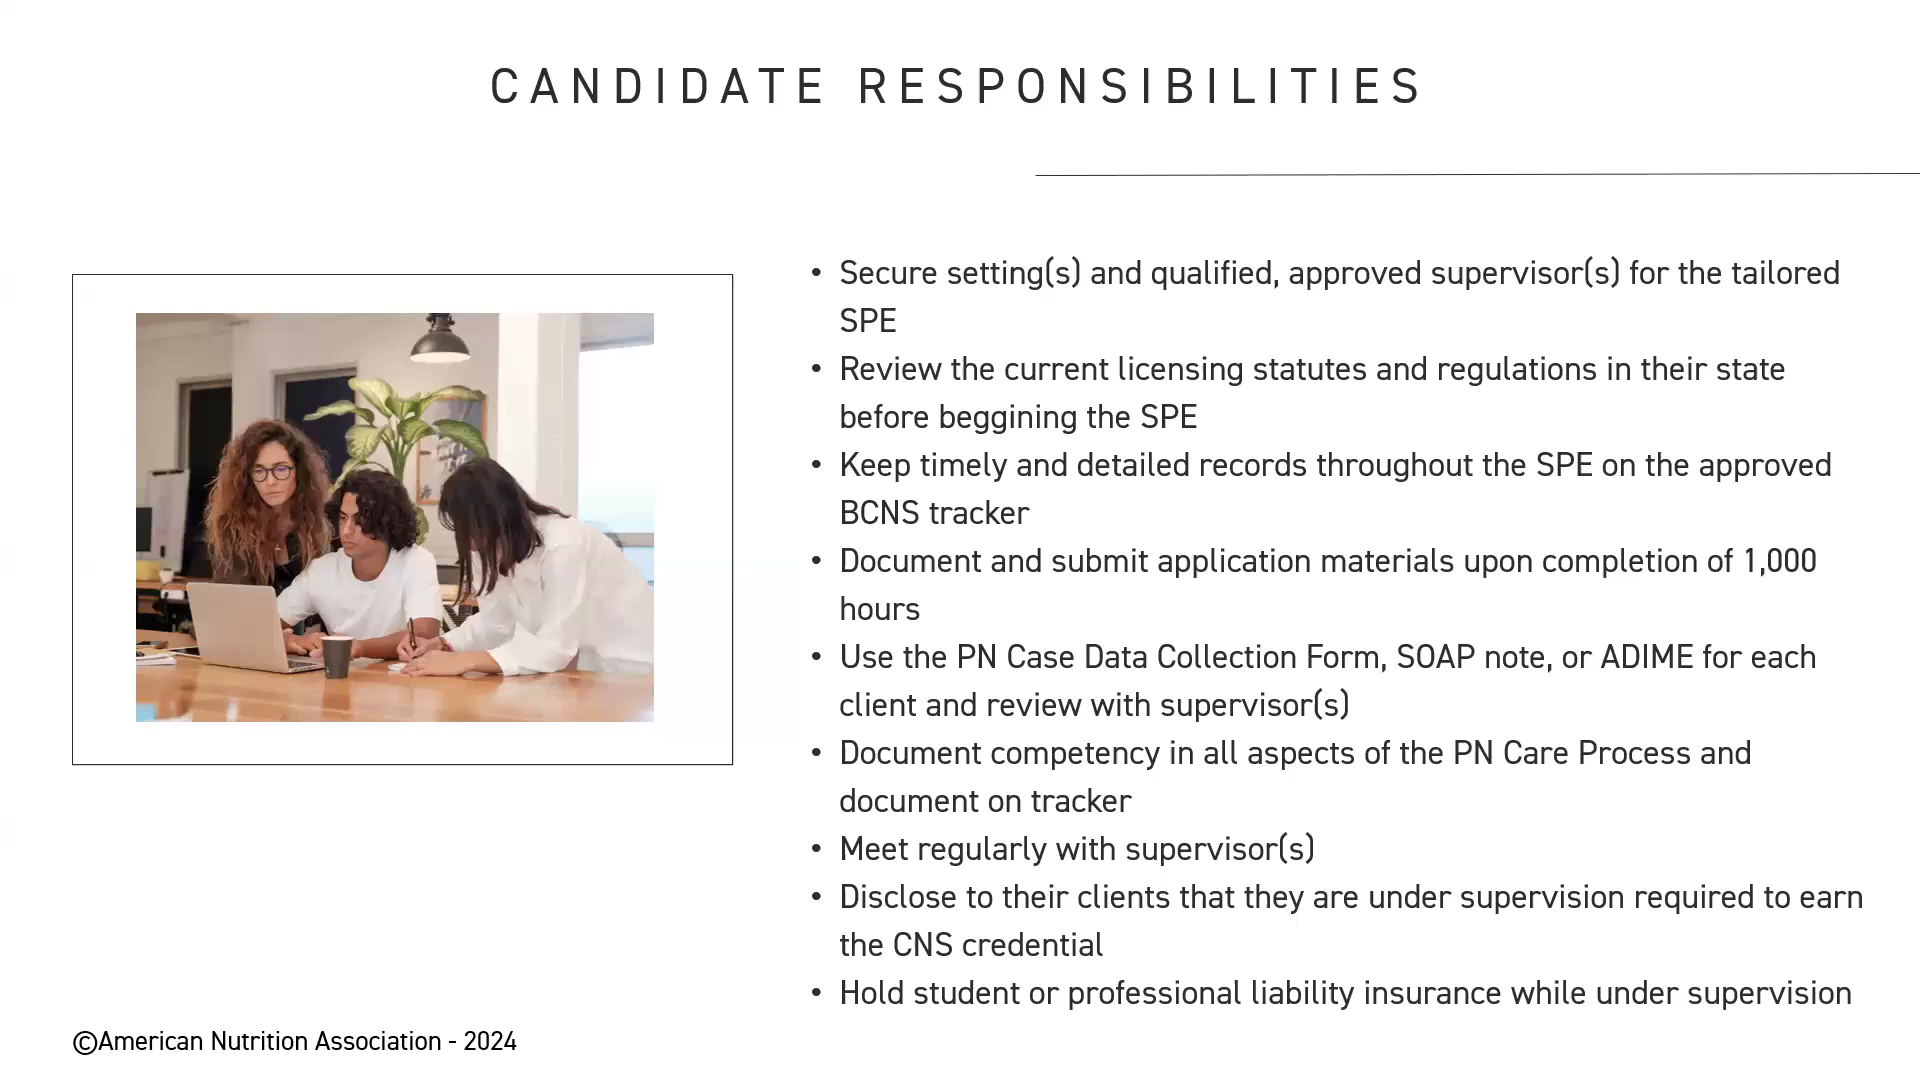 CANDIDATE RESPONSIBILITIES
• Secure setting(s) and qualified, approved supervisor(s) for the tailored
SPE
• Review the current licensing statutes and regulations in their state
before beggining the SPE
• Keep timely and detailed records throughout the SPE on the approved
BCNS tracker
• Document and submit application materials upon completion of 1,000
hours
• Use the PN Case Data Collection Form, SOAP note, or ADIME for each
client and review with supervisor(s)
• Document competency in all aspects of the PN Care Process and
document on tracker
• Meet regularly with supervisor(s)
• Disclose to their clients that they are under supervision required to earn
the CNS credential
• Hold student or professional liability insurance while under supervision
©American Nutrition Association - 2024